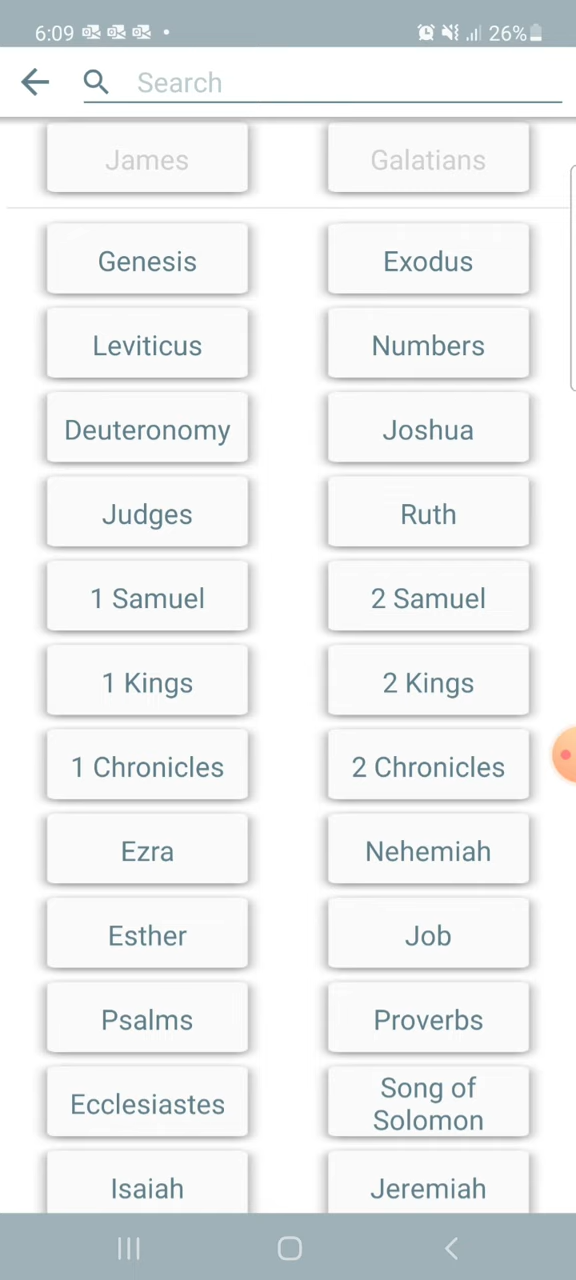 6:09
26%
Search
James
Galatians
Genesis
Exodus
Leviticus
Numbers
Deuteronomy
Joshua
Judges
Ruth
1 Samuel
2 Samuel
1 Kings
2 Kings
1 Chronicles
2 Chronicles
Ezra
Nehemiah
Esther
Job
Psalms
Proverbs
Ecclesiastes
Song of
Solomon
Isaiah
Jeremiah